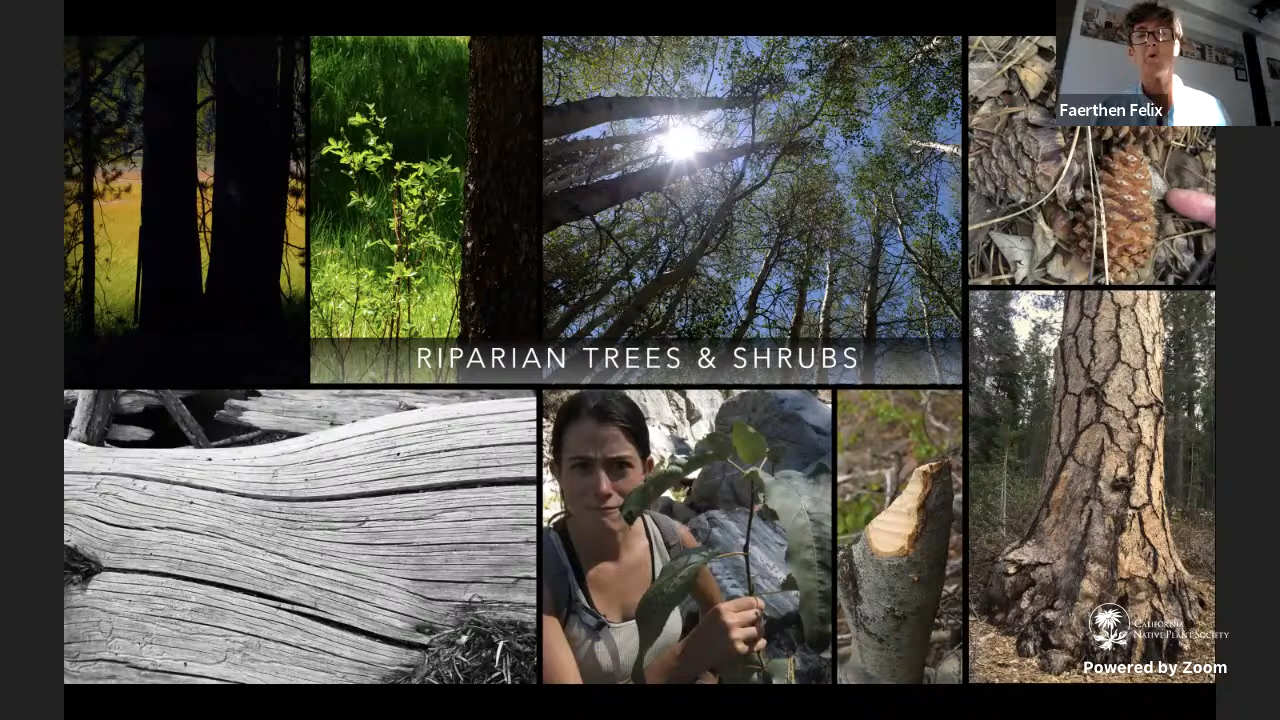 Faerthen Felix
RIPARIAN TREES & SHRUBS
CALIFORNIA
NATIVE PLANT SOCIETY
Powered by Zoom